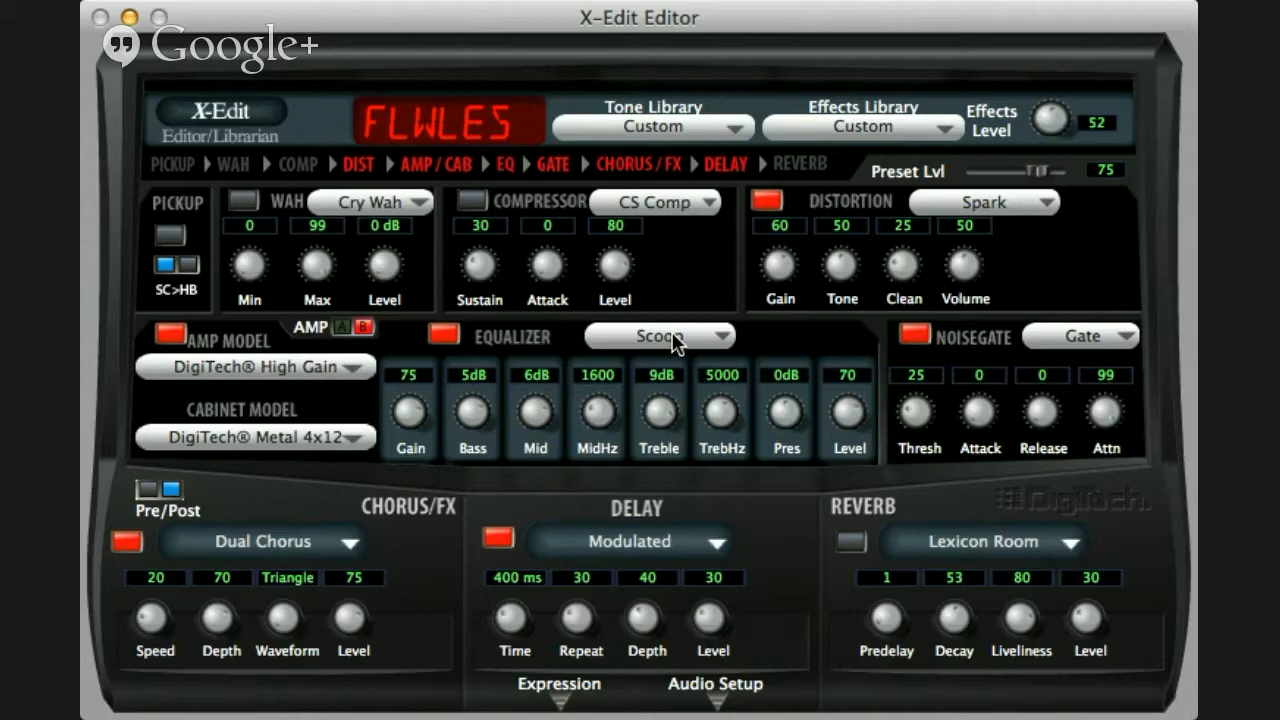 X-Edit Editor
Google+
X-Edit
Editor/Librarian
FLWLES
Tone Library
Custom
Effects Library
Custom
Effects Level
52
PICKUP WAH COMP DIST AMP / CAB EQ GATE CHORUS / FX DELAY REVERB
Preset Lvl
75
PICKUP
SC>HB
WAH
Cry Wah
0 99 0 dB
Min Max Level
COMPRESSOR
CS Comp
30 0 80
Sustain Attack Level
DISTORTION
Spark
60 50 25 50
Gain Tone Clean Volume
AMP MODEL
AMP A B
DigiTech® High Gain
CABINET MODEL
DigiTech® Metal 4x12
EQUALIZER
Scoop
75 5dB 6dB 1600 9dB 5000 0dB 70
Gain Bass Mid MidHz Treble TrebHz Pres Level
NOISEGATE
Gate
25 0 0 99
Thresh Attack Release Attn
DigiTech.
Pre/Post
CHORUS/FX
Dual Chorus
20 70 Triangle 75
Speed Depth Waveform Level
DELAY
Modulated
400 ms 30 40 30
Time Repeat Depth Level
REVERB
Lexicon Room
1 53 80 30
Predelay Decay Liveliness Level
Expression
Audio Setup